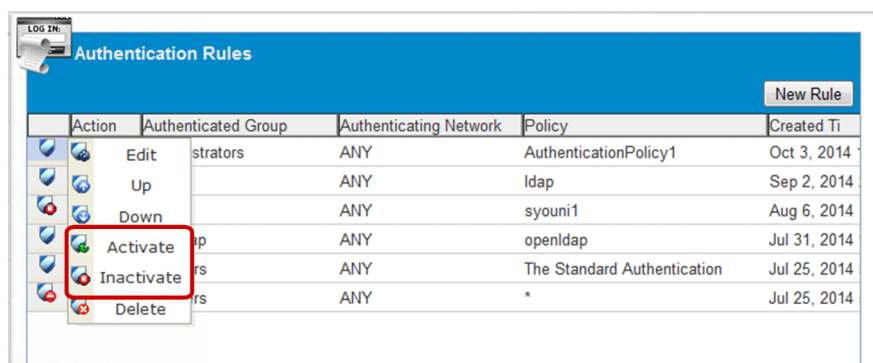 LOG IN:
Authentication Rules
New Rule
Action Authenticated Group Authenticating Network Policy Created Ti
Edit strators ANY AuthenticationPolicy1 Oct 3, 2014
Up ANY ldap Sep 2, 2014
Down ANY syouni1 Aug 6, 2014
Activate ap ANY openldap Jul 31, 2014
Inactivate rs ANY The Standard Authentication Jul 25, 2014
Delete rs ANY * Jul 25, 2014